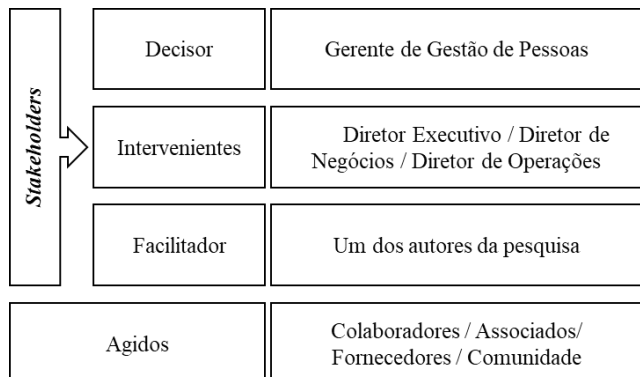 Stakeholders
Decisor
Gerente de Gestão de Pessoas
Intervenientes
Diretor Executivo / Diretor de
Negócios / Diretor de Operações
Facilitador
Um dos autores da pesquisa
Agidos
Colaboradores / Associados/
Fornecedores / Comunidade